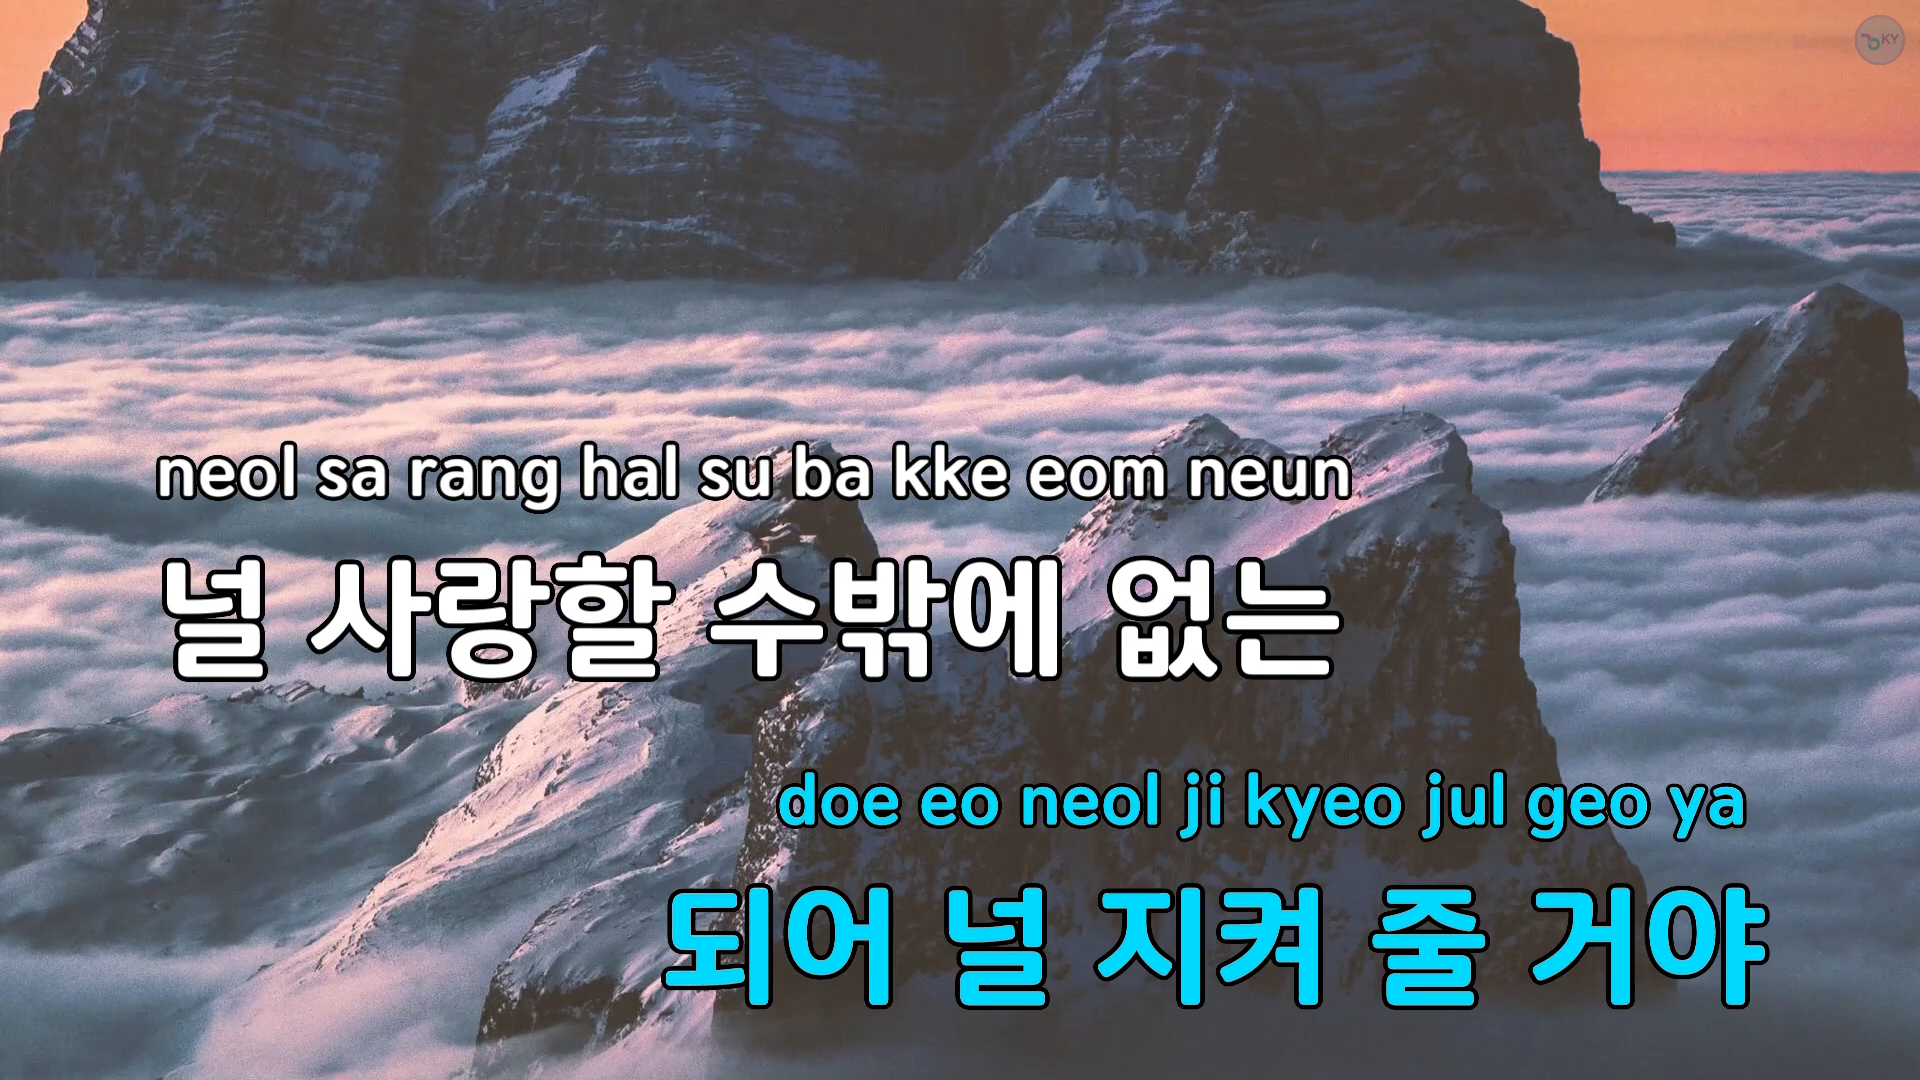 KY
neol sa rang hal su ba kke eom neun
널 사랑할 수밖에 없는
doe eo neol ji kyeo jul geo ya
되어 널 지켜 줄 거야